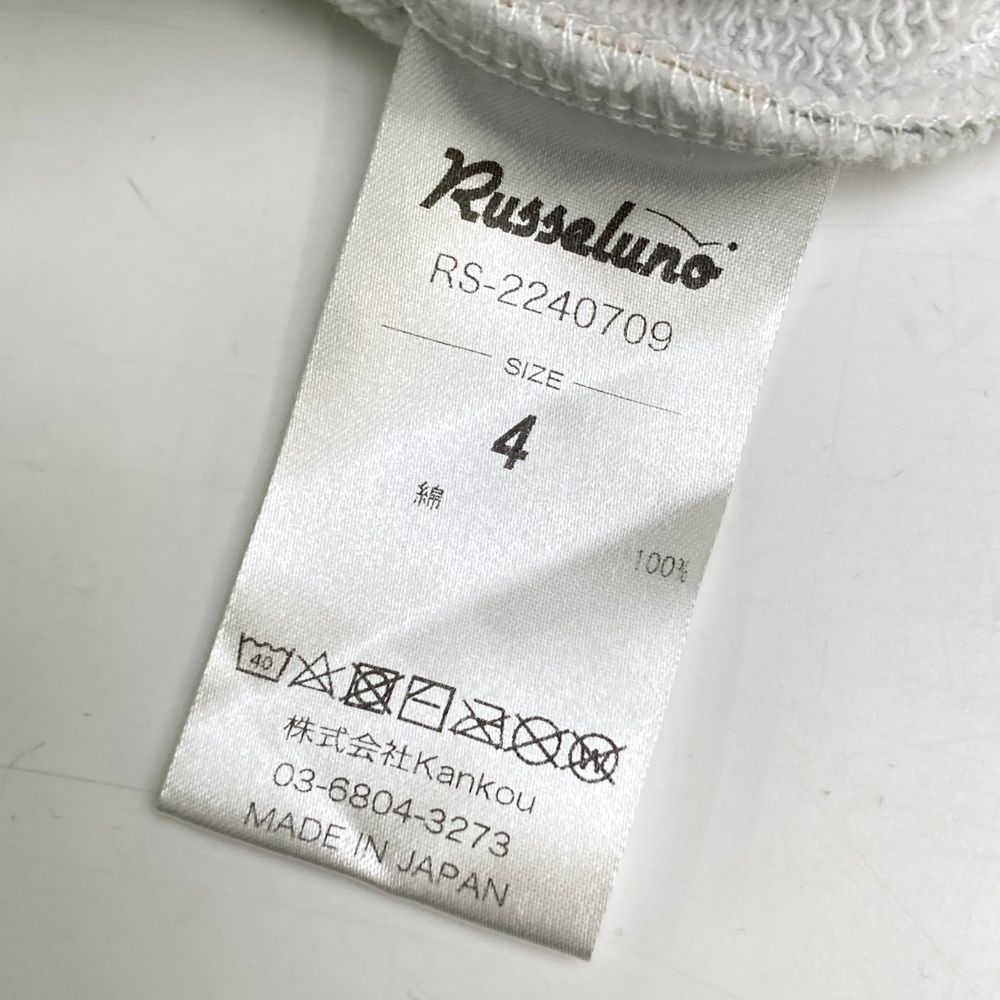 Russeluno
RS-2240709
SIZE
4
綿 100%
40
W
株式会社Kankou
03-6804-3273
MADE IN JAPAN